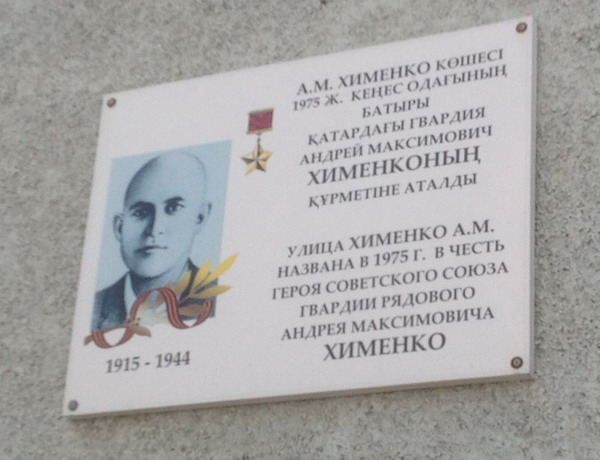 А.М. ХИМЕНКО КӨШЕСІ
1975 Ж. КЕҢЕС ОДАҒЫНЫҢ
БАТЫРЫ
ҚАТАРДАҒЫ ГВАРДИЯ
АНДРЕЙ МАКСИМОВИЧ
ХИМЕНКОНЫҢ
ҚҰРМЕТІНЕ АТАЛДЫ
УЛИЦА ХИМЕНКО А.М.
НАЗВАНА В 1975 Г. В ЧЕСТЬ
ГЕРОЯ СОВЕТСКОГО СОЮЗА
ГВАРДИИ РЯДОВОГО
АНДРЕЯ МАКСИМОВИЧА
ХИМЕНКО
1915 - 1944